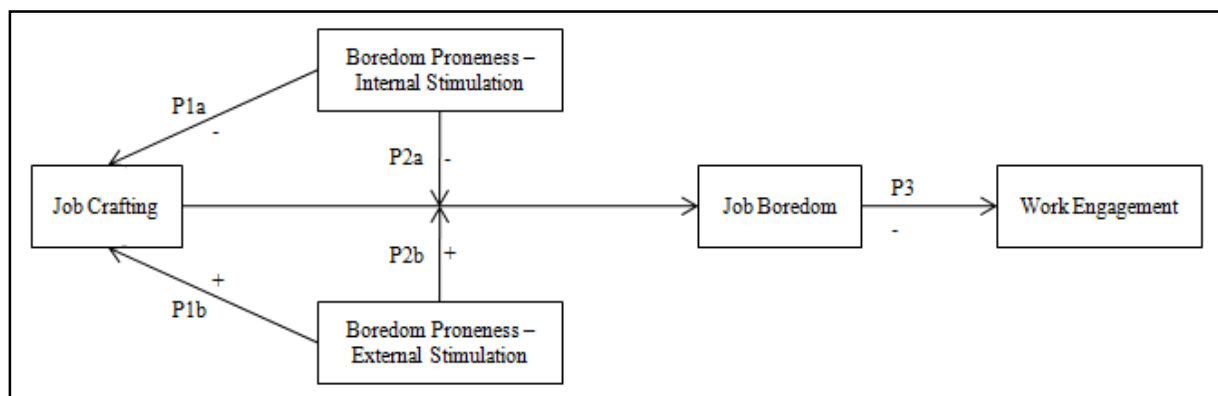 Boredom Proneness –
Internal Stimulation
P1a
-
P2a
-
Job Crafting
Job Boredom
P3
-
Work Engagement
P2b
+
+
P1b
Boredom Proneness –
External Stimulation